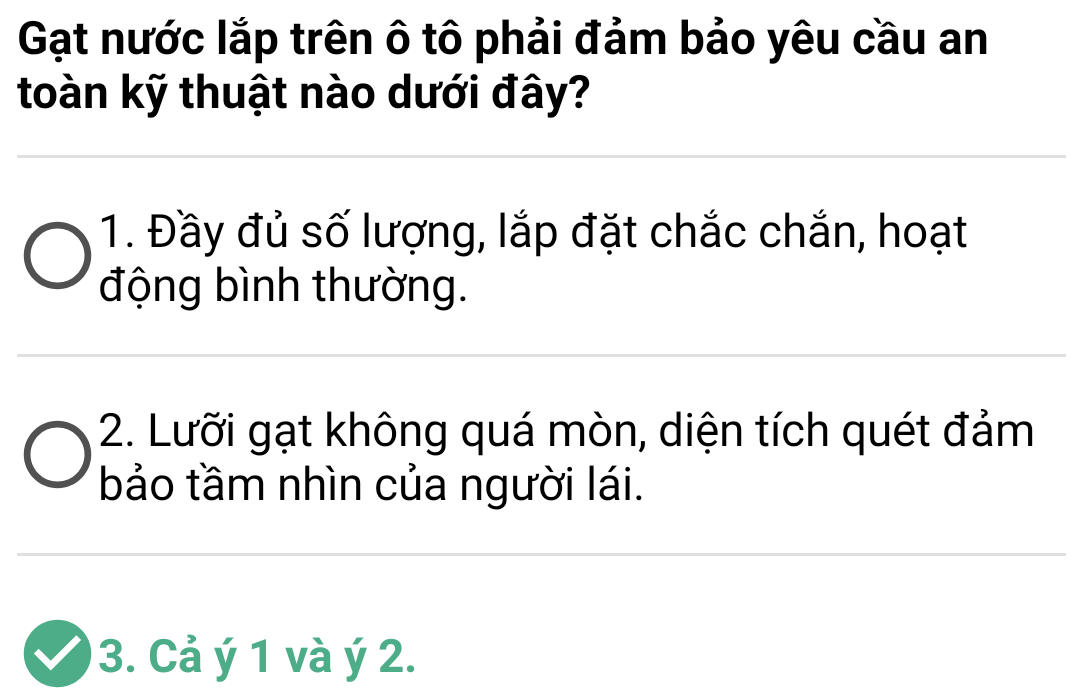 Gạt nước lắp trên ô tô phải đảm bảo yêu cầu an
toàn kỹ thuật nào dưới đây?
1. Đầy đủ số lượng, lắp đặt chắc chắn, hoạt
động bình thường.
2. Lưỡi gạt không quá mòn, diện tích quét đảm
bảo tầm nhìn của người lái.
3. Cả ý 1 và ý 2.